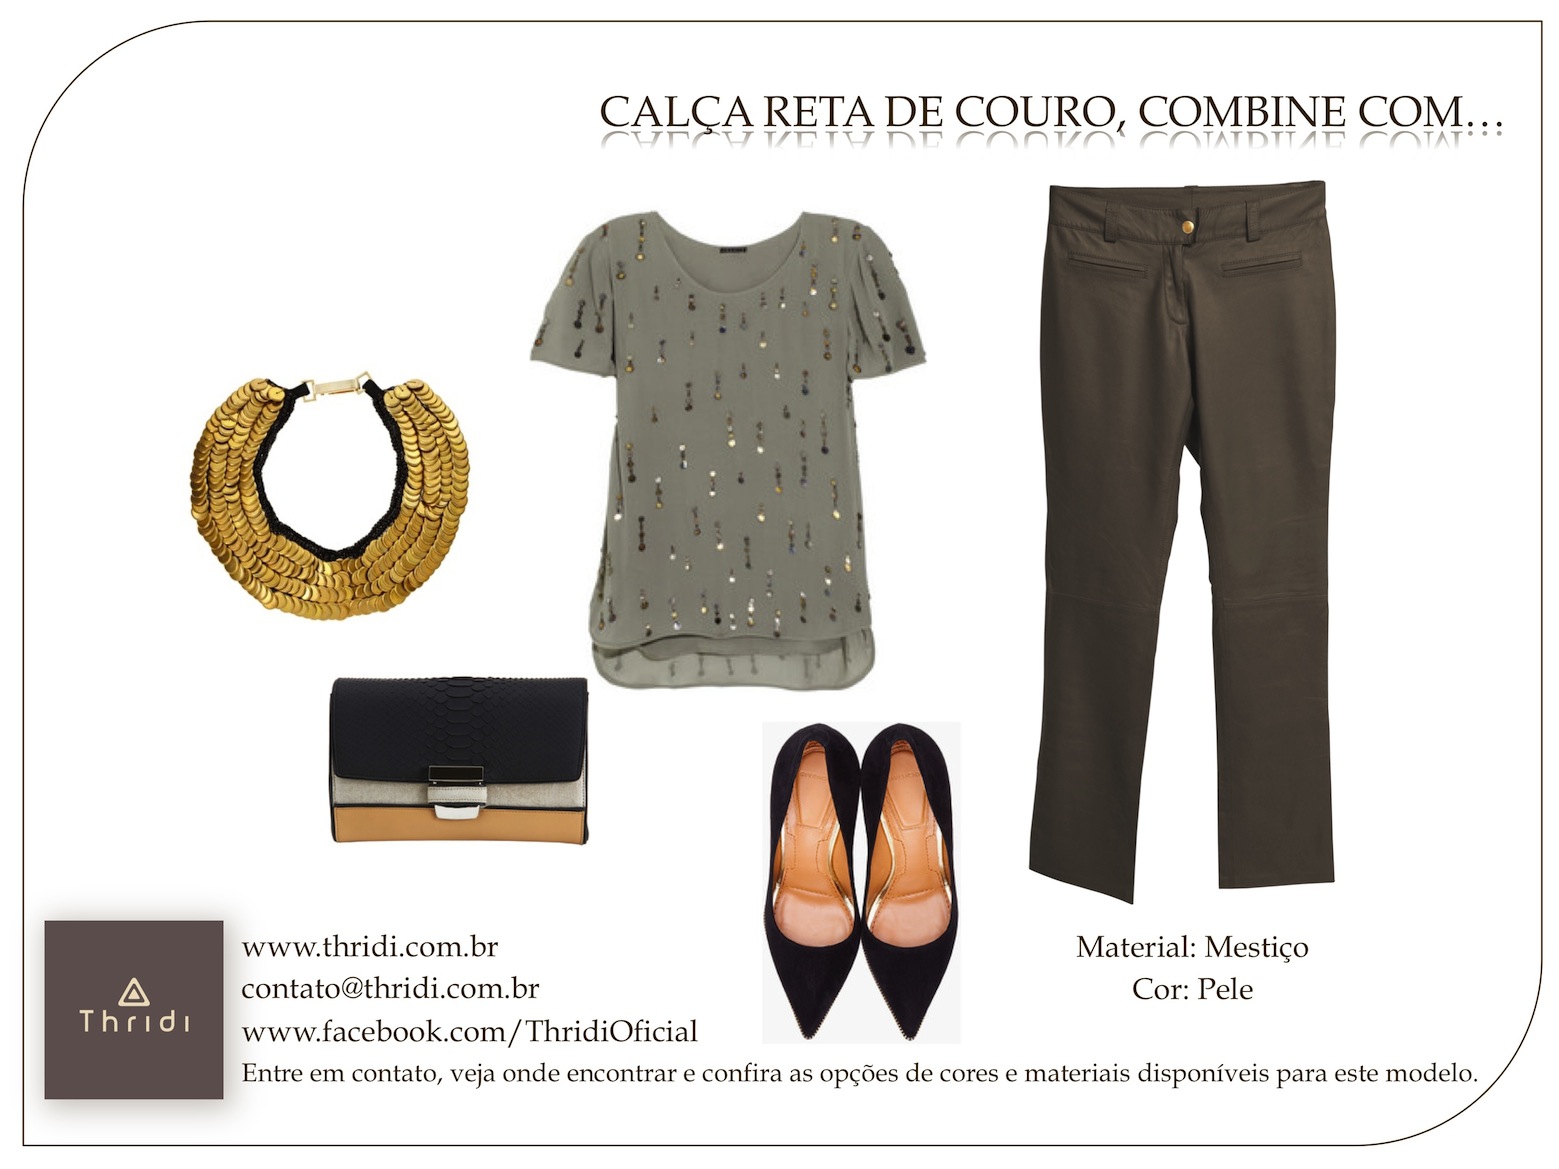 CALÇA RETA DE COURO, COMBINE COM...
Thridi
www.thridi.com.br
contato@thridi.com.br
www.facebook.com/ThridiOficial
Material: Mestiço
Cor: Pele
Entre em contato, veja onde encontrar e confira as opções de cores e materiais disponíveis para este modelo.